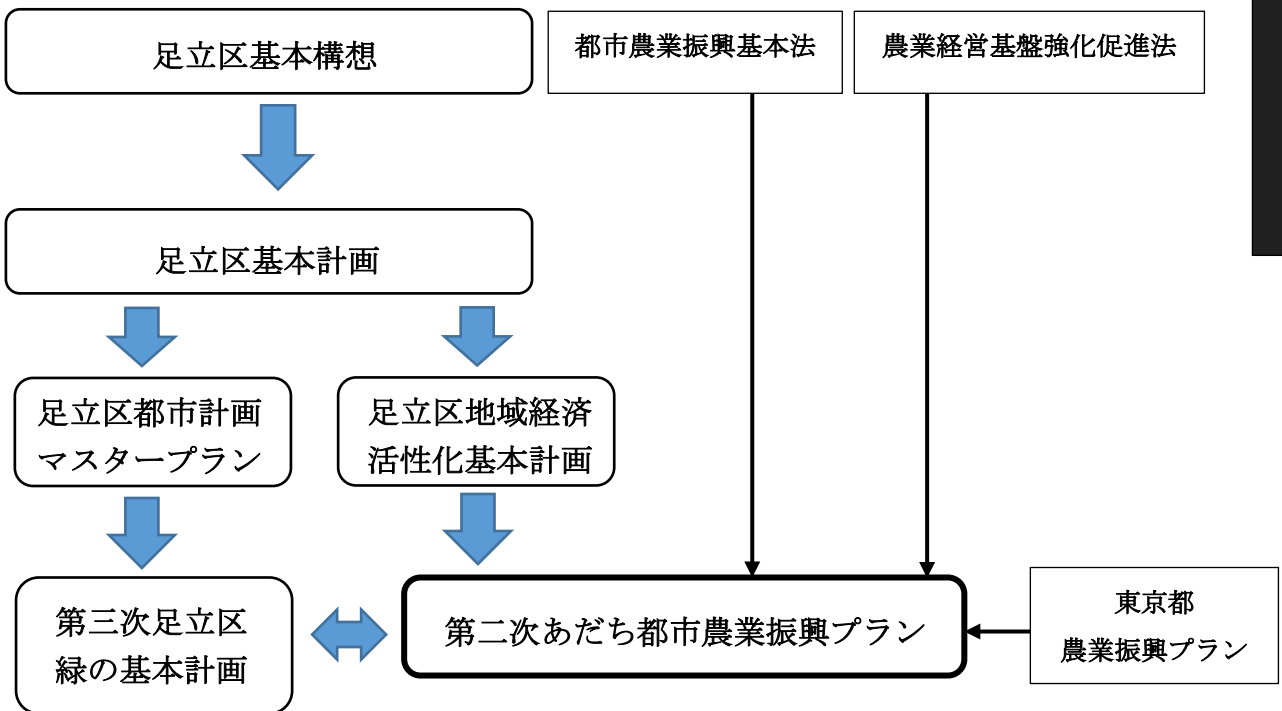 足立区基本構想
都市農業振興基本法
農業経営基盤強化促進法
足立区基本計画
足立区都市計画
マスタープラン
足立区地域経済
活性化基本計画
第三次足立区
緑の基本計画
第二次あだち都市農業振興プラン
東京都
農業振興プラン